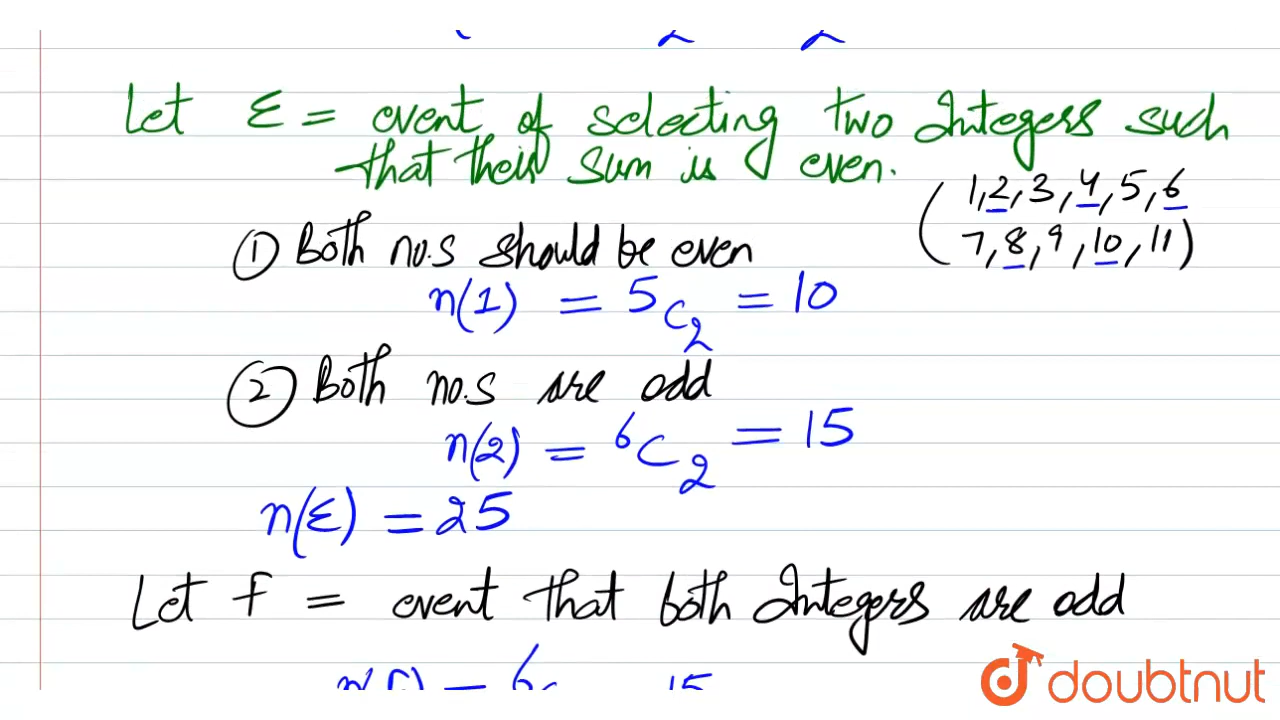 Let E = event of selecting two Integers such
that their sum is even.
(1,2,3,4,5,6
7,8,9,10,11)
① Both no.s should be even
n(1) = 5C2 = 10
② Both no.s are odd
n(2) = 6C2 = 15
n(E) = 25
Let F = event that both Integers are odd
doubtnut